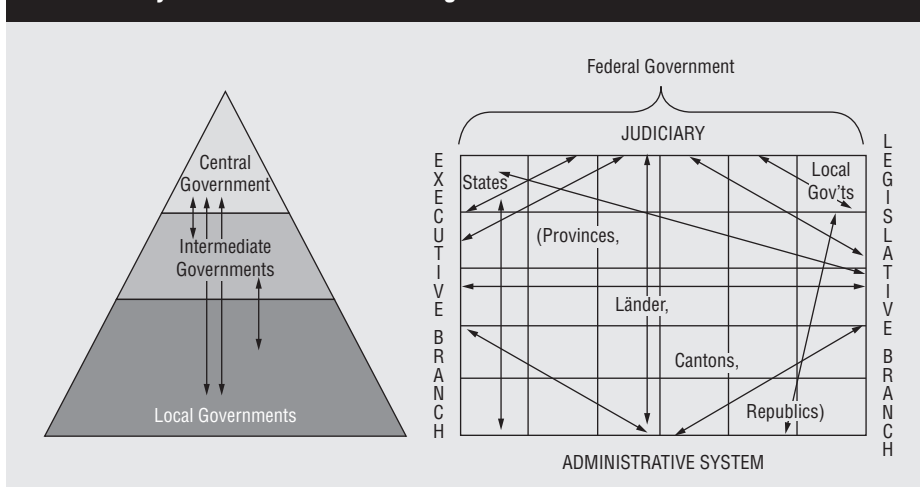 Central
Government
Intermediate
Governments
Local Governments
Federal Government
JUDICIARY
EXECUTIVE BRANCH
LEGISLATIVE BRANCH
States
Local
Gov'ts
(Provinces,
Länder,
Cantons,
Republics)
ADMINISTRATIVE SYSTEM